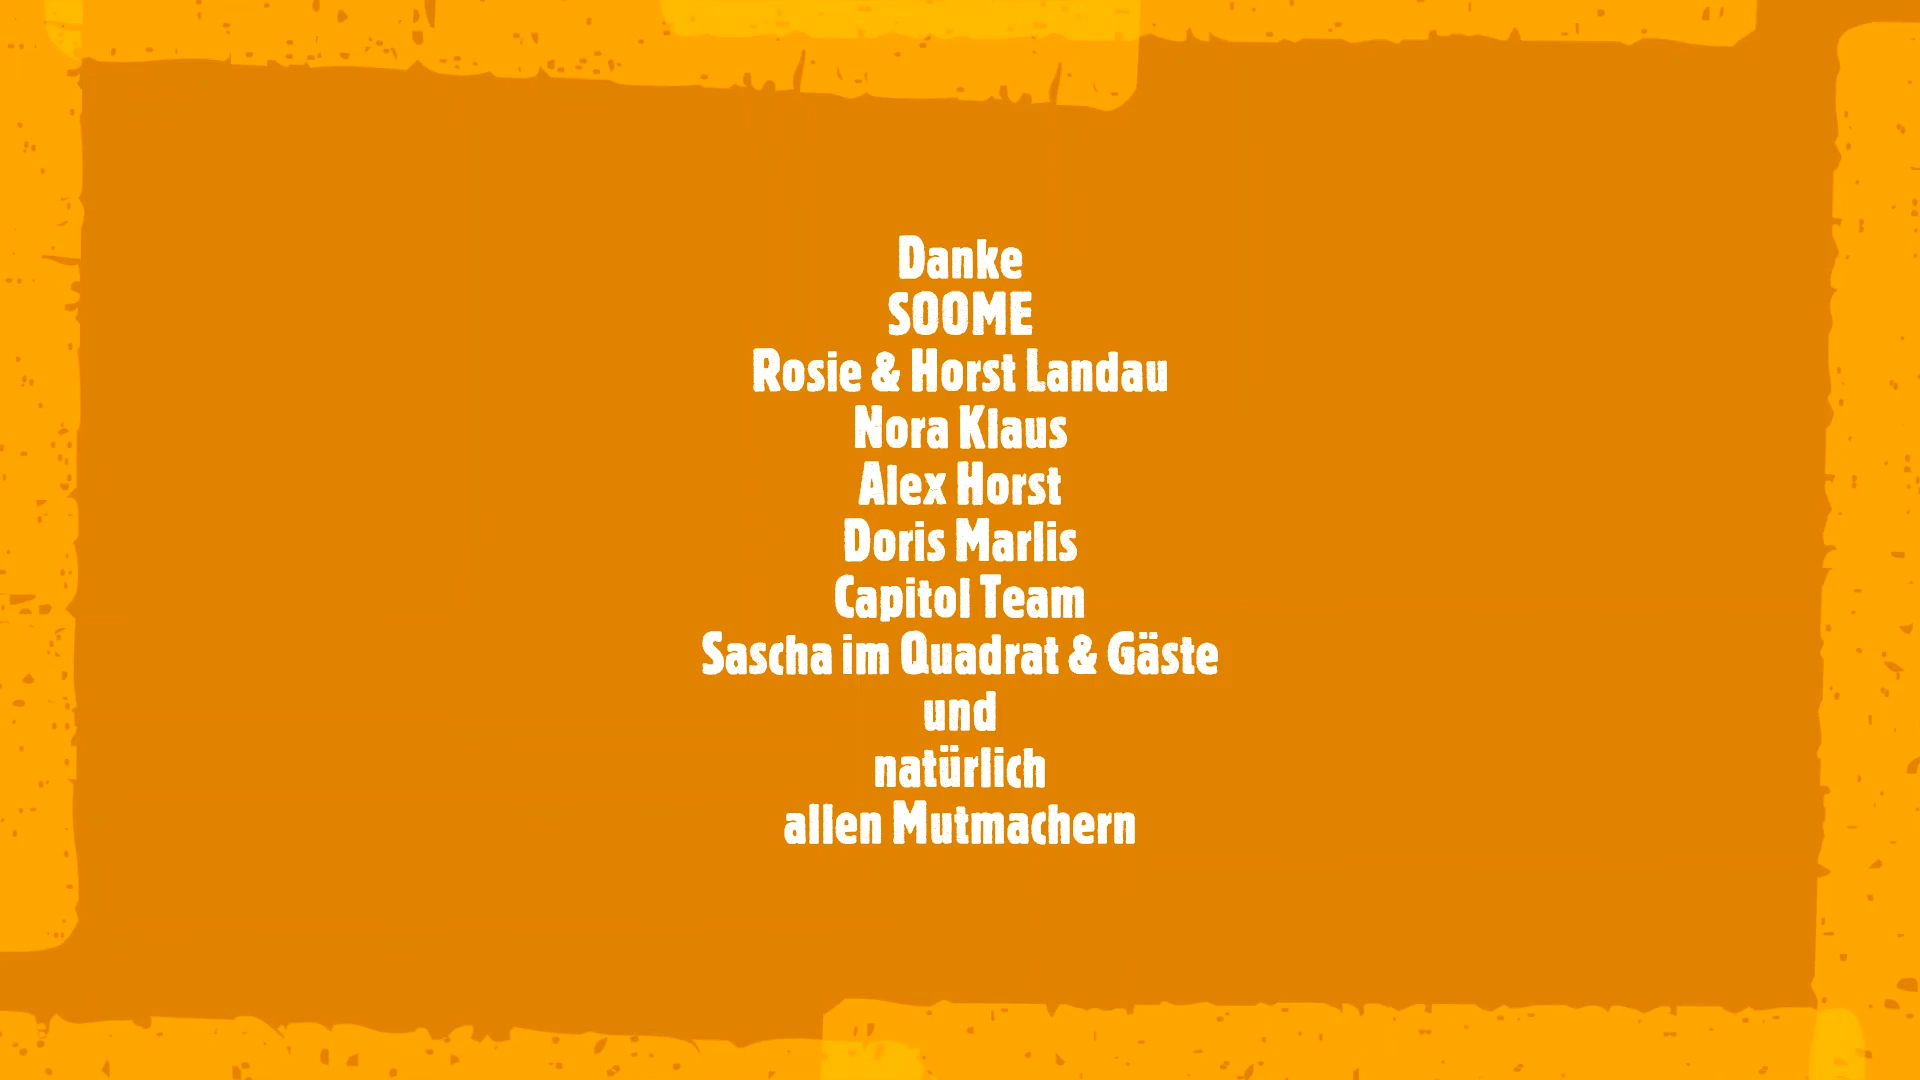 Danke
SOOME
Rosie & Horst Landau
Nora Klaus
Alex Horst
Doris Marlis
Capitol Team
Sascha im Quadrat & Gäste
und
natürlich
allen Mutmachern